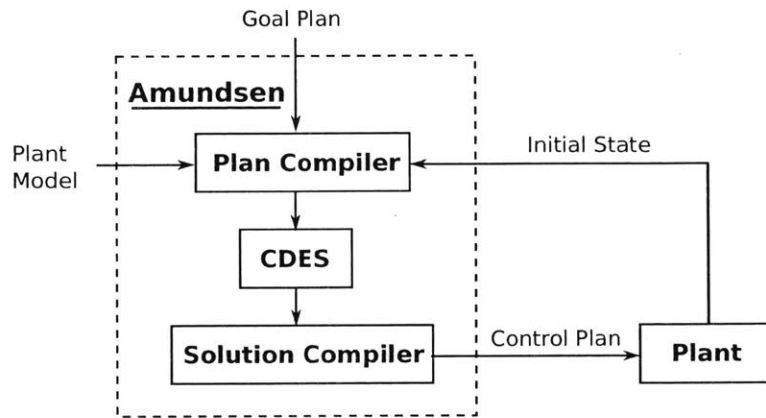 Goal Plan
Amundsen
Plant
Model
Plan Compiler
Initial State
CDES
Solution Compiler
Control Plan
Plant